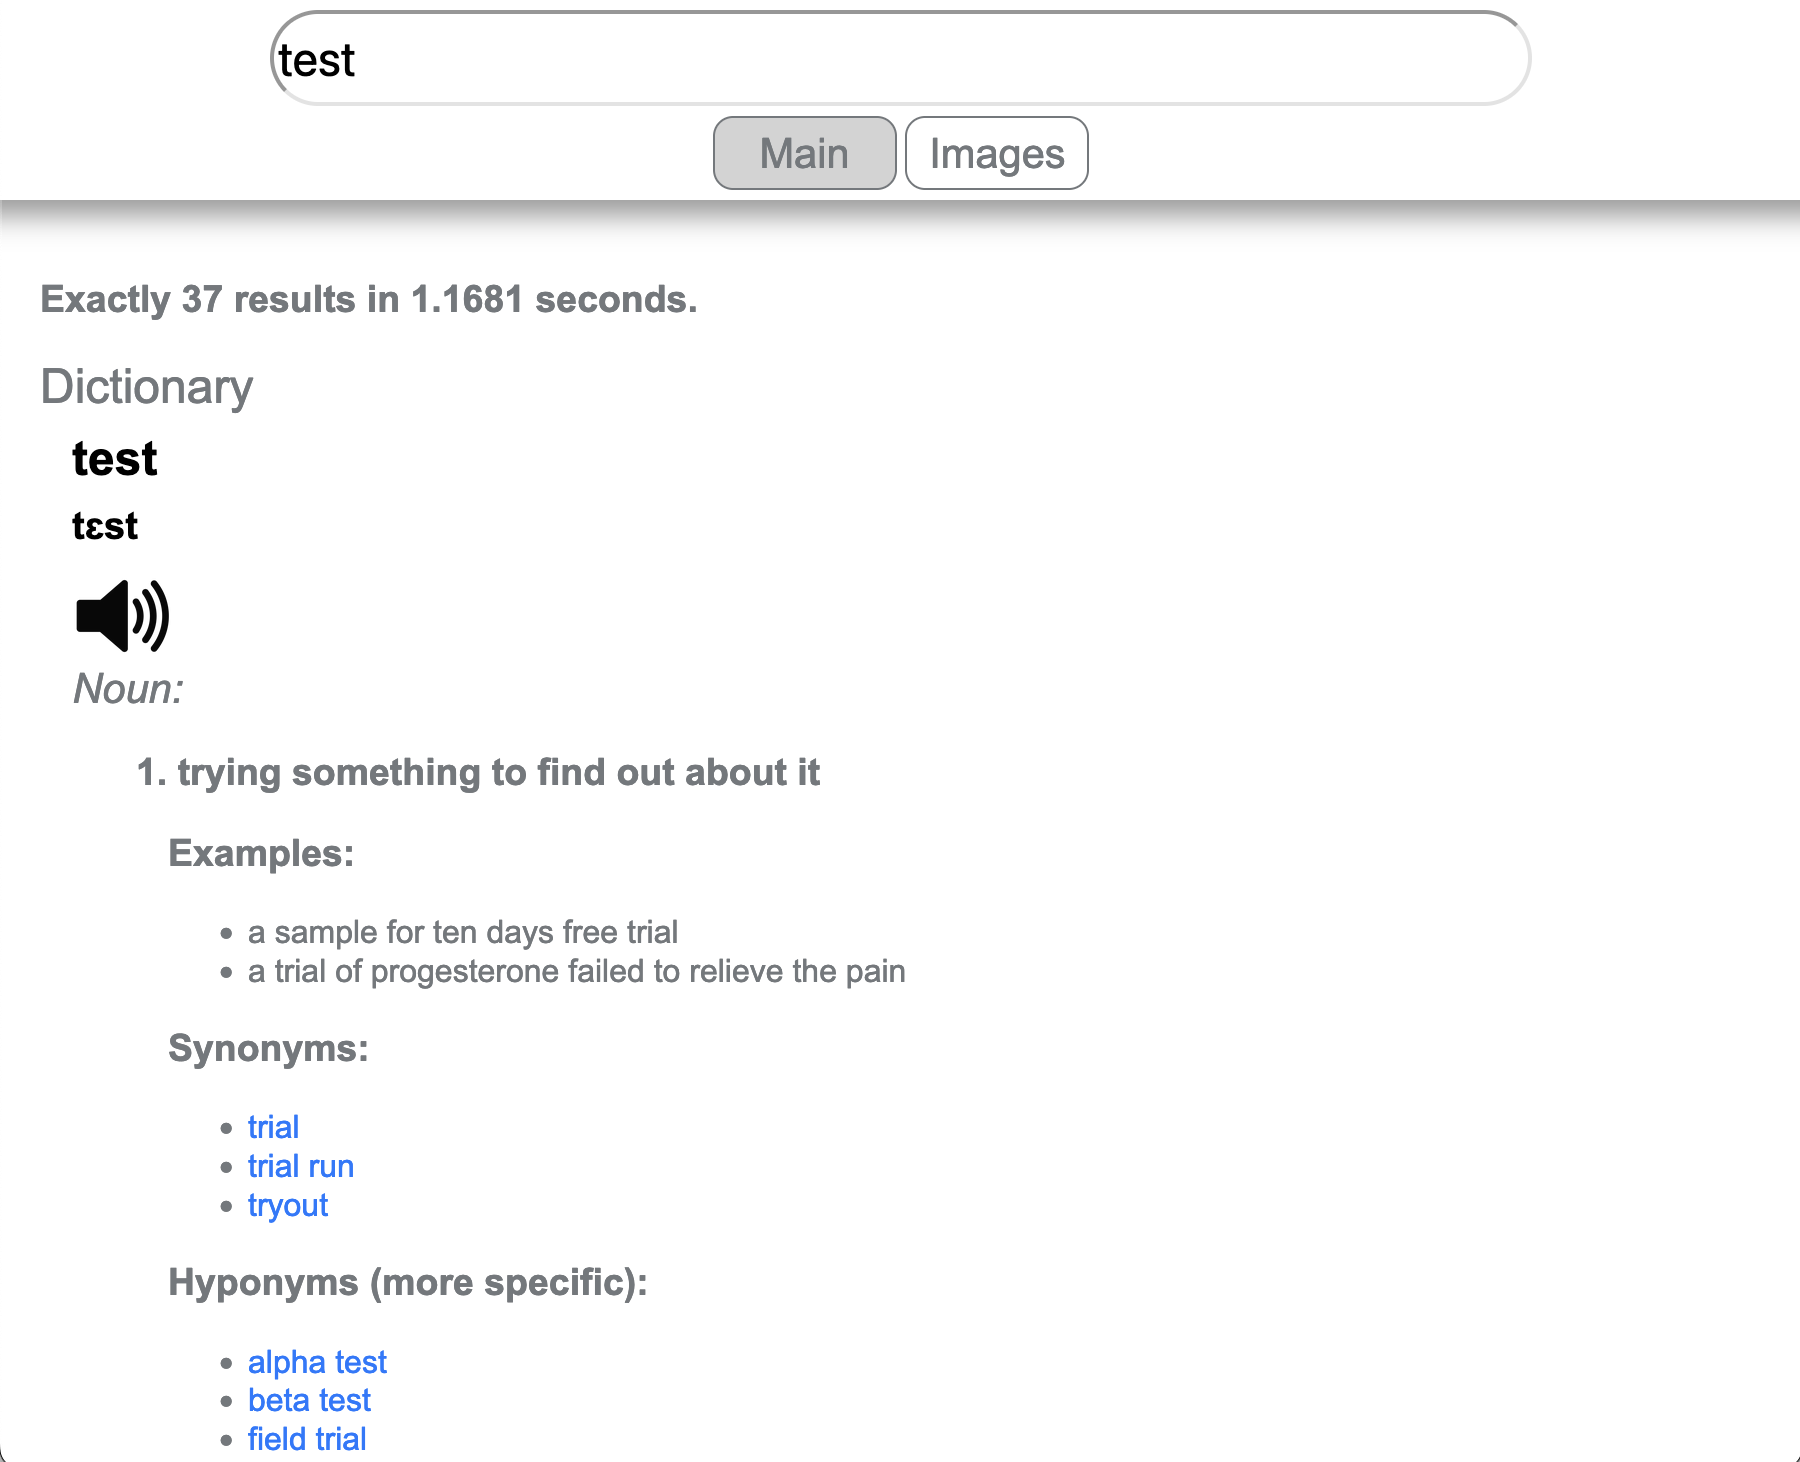 test
Main Images
Exactly 37 results in 1.1681 seconds.
Dictionary
test
tɛst
Noun:
1. trying something to find out about it
Examples:
a sample for ten days free trial
a trial of progesterone failed to relieve the pain
Synonyms:
trial
trial run
tryout
Hyponyms (more specific):
alpha test
beta test
field trial